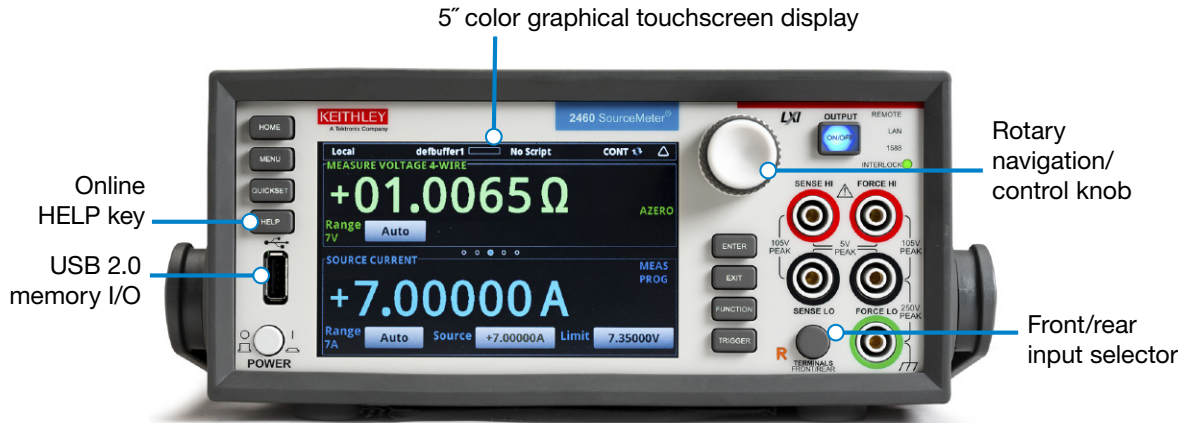 5″ color graphical touchscreen display
KEITHLEY
A Tektronix Company
2460 SourceMeter®
LXI
OUTPUT
ON/OFF
REMOTE
LAN
1588
INTERLOCK
HOME
MENU
QUICKSET
HELP
Online
HELP key
USB 2.0
memory I/O
POWER
Local defbuffer1 No Script CONT
MEASURE VOLTAGE 4-WIRE
+01.0065 Ω
AZERO
Range
7V
Auto
SOURCE CURRENT
MEAS
PROG
+7.00000 A
Range
7A
Auto
Source
+7.00000A
Limit
7.35000V
Rotary
navigation/
control knob
SENSE HI
FORCE HI
105V
PEAK
5V
PEAK
105V
PEAK
SENSE LO
FORCE LO
250V
PEAK
ENTER
EXIT
FUNCTION
TRIGGER
R
TERMINALS
FRONT/REAR
Front/rear
input selector